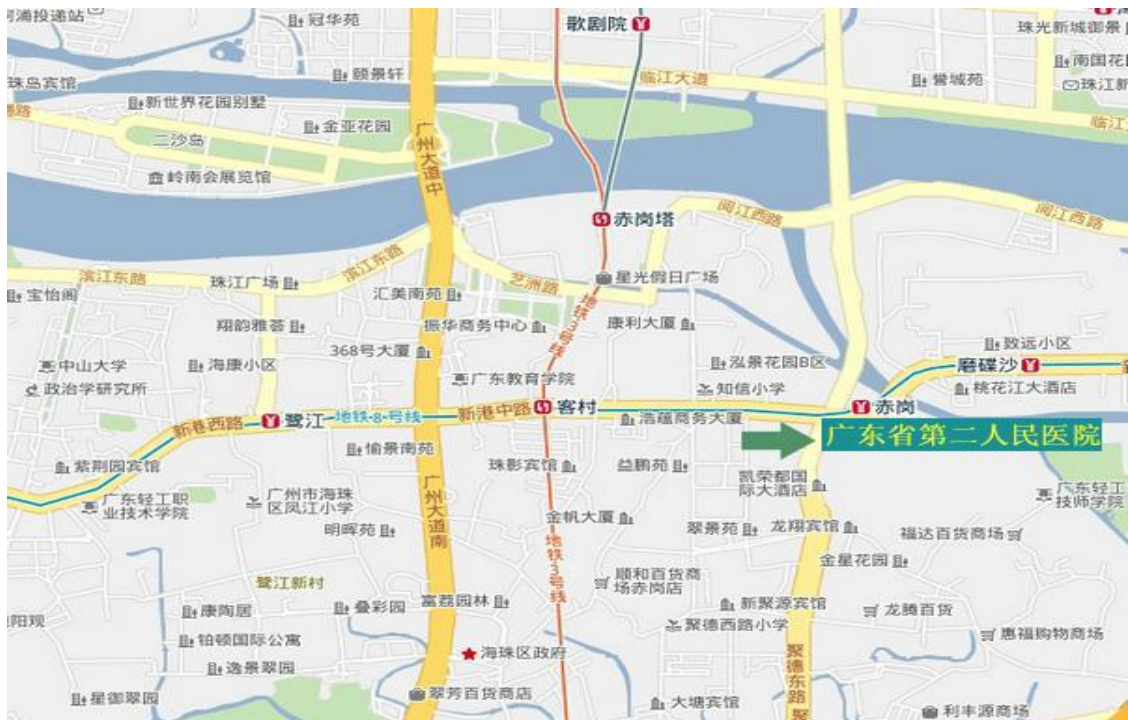 河浦投递站
冠华苑
歌剧院
珠光新城御景
珠岛宾馆
颐景轩
临江大道
誉城苑
南国花
珠江新
新世界花园别墅
金亚花园
二沙岛
岭南会展览馆
临江
广州大道中
赤岗塔
阅江西路
阅江西路
滨江东路
珠江广场
滨江东路
艺洲路
星光假日广场
宝怡阁
汇美南苑
地铁3号线
翔韵雅荟
振华商务中心
康利大厦
致远小区
中山大学
海康小区
368号大厦
泓景花园B区
磨碟沙
政治学研究所
广东教育学院
知信小学
桃花江大酒店
新港西路
鹭江
地铁8号线
新港中路
客村
浩蕴商务大厦
赤岗
广东省第二人民医院
紫荆园宾馆
愉景南苑
珠影宾馆
益鹏苑
凯荣都国
际大酒店
广东轻工职
业技术学院
广州市海珠
区凤江小学
广州大道南
广东轻工
技师学院
明晖苑
金帆大厦
翠景苑
龙翔宾馆
福达百货商场
地铁3号线
金星花园
鹭江新村
顺和百货商
场赤岗店
康陶居
叠彩园
富荔园林
新聚源宾馆
龙腾百货
阳观
铂顿国际公寓
聚德西路小学
惠福购物商场
逸景翠园
海珠区政府
聚德东路
星御翠园
翠芳百货商店
大塘宾馆
聚
利丰源商场